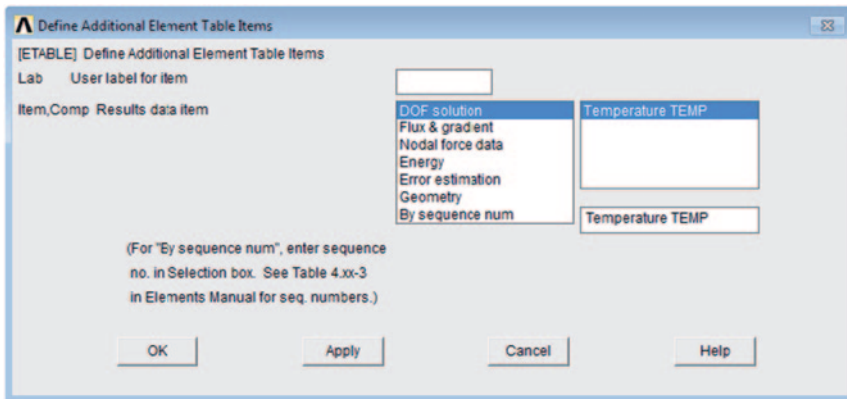 Define Additional Element Table Items
[ETABLE] Define Additional Element Table Items
Lab User label for item
Item,Comp Results data item
DOF solution
Flux & gradient
Nodal force data
Energy
Error estimation
Geometry
By sequence num
Temperature TEMP
Temperature TEMP
(For "By sequence num", enter sequence
no. in Selection box. See Table 4.xx-3
in Elements Manual for seq. numbers.)
OK Apply Cancel Help